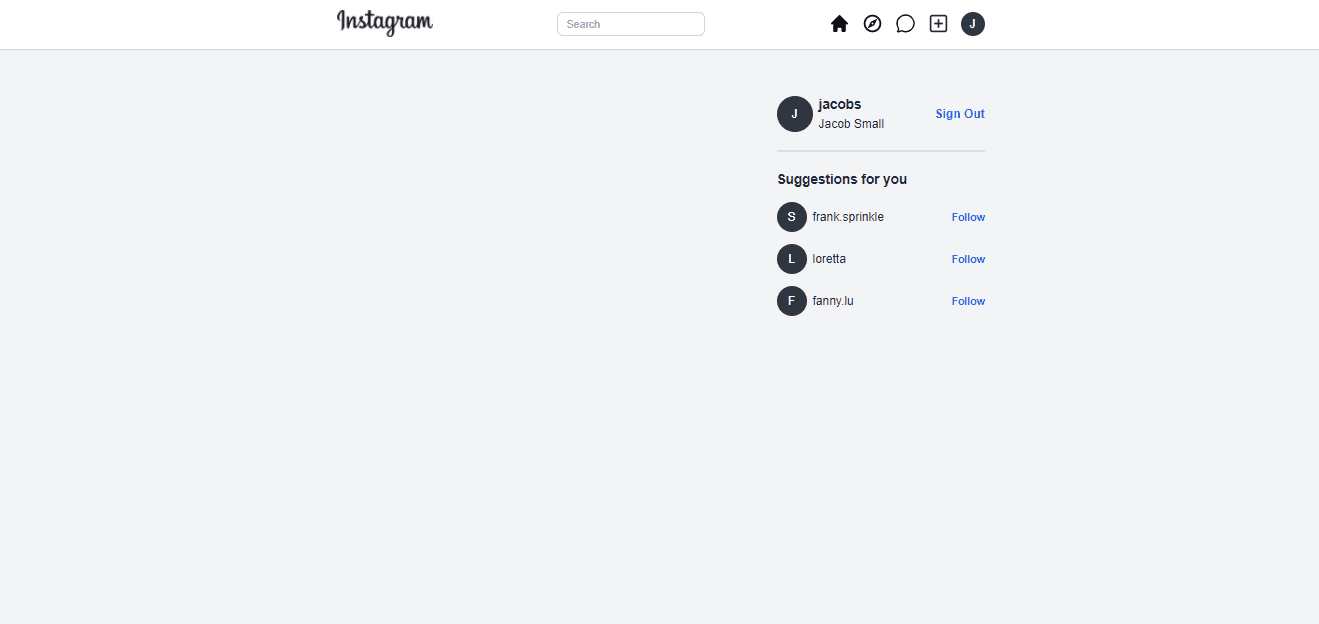 Instagram
Search
J
J
jacobs
Jacob Small
Sign Out
Suggestions for you
S
frank.sprinkle
Follow
L
loretta
Follow
F
fanny.lu
Follow